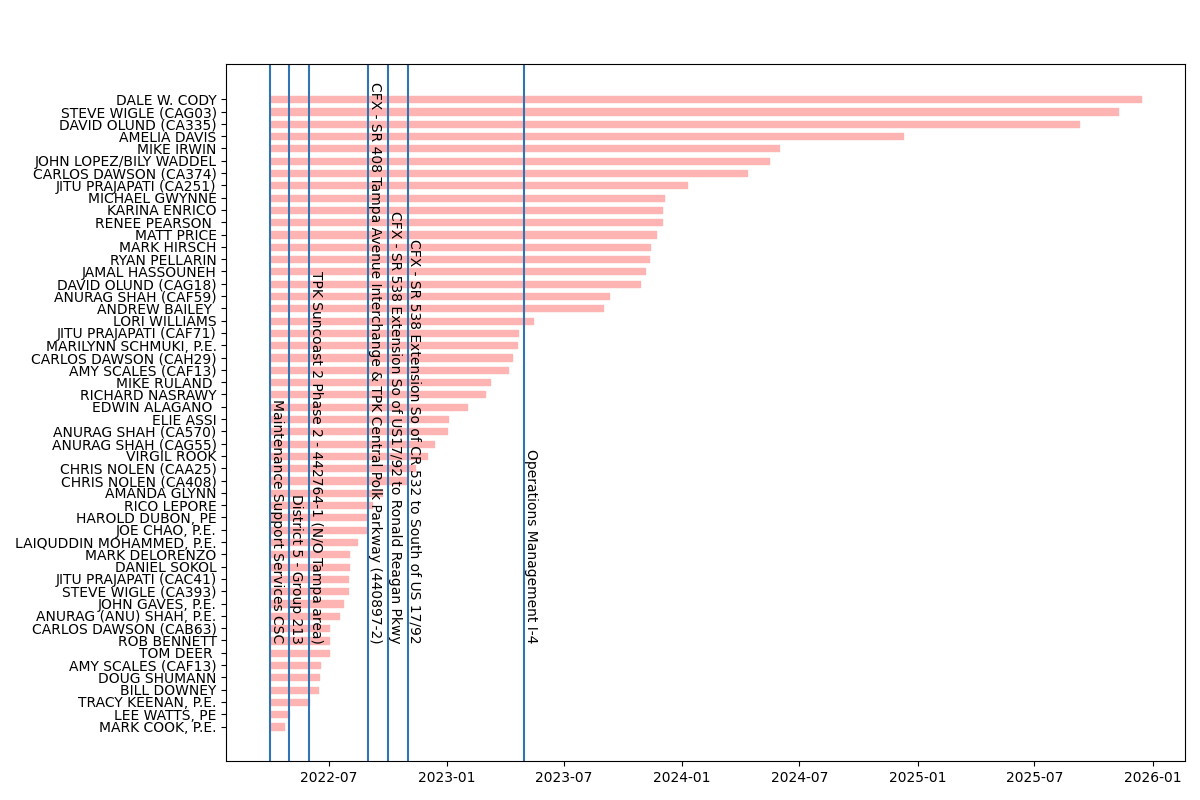 DALE W. CODY
STEVE WIGLE (CAG03)
DAVID OLUND (CA335)
AMELIA DAVIS
MIKE IRWIN
JOHN LOPEZ/BILY WADDEL
CARLOS DAWSON (CA374)
JITU PRAJAPATI (CA251)
MICHAEL GWYNNE
KARINA ENRICO
RENEE PEARSON
MATT PRICE
MARK HIRSCH
RYAN PELLARIN
JAMAL HASSOUNEH
DAVID OLUND (CAG18)
ANURAG SHAH (CAF59)
ANDREW BAILEY
LORI WILLIAMS
JITU PRAJAPATI (CAF71)
MARILYNN SCHMUKI, P.E.
CARLOS DAWSON (CAH29)
AMY SCALES (CAF13)
MIKE RULAND
RICHARD NASRAWY
EDWIN ALAGANO
ELIE ASSI
ANURAG SHAH (CA570)
ANURAG SHAH (CAG55)
VIRGIL ROOK
CHRIS NOLEN (CAA25)
CHRIS NOLEN (CA408)
AMANDA GLYNN
RICO LEPORE
HAROLD DUBON, PE
JOE CHAO, P.E.
LAIQUDDIN MOHAMMED, P.E.
MARK DELORENZO
DANIEL SOKOL
JITU PRAJAPATI (CAC41)
STEVE WIGLE (CA393)
JOHN GAVES, P.E.
ANURAG (ANU) SHAH, P.E.
CARLOS DAWSON (CAB63)
ROB BENNETT
TOM DEER
AMY SCALES (CAF13)
DOUG SHUMANN
BILL DOWNEY
TRACY KEENAN, P.E.
LEE WATTS, PE
MARK COOK, P.E.
Maintenance Support Services CSC
District 5 - Group 213
TPK Suncoast 2 Phase 2 - 442764-1 (N/O Tampa area)
CFX - SR 408 Tampa Avenue Interchange & TPK Central Polk Parkway (440897-2)
CFX - SR 538 Extension So of US17/92 to Ronald Reagan Pkwy
CFX - SR 538 Extension So of CR 532 to South of US 17/92
Operations Management I-4
2022-07
2023-01
2023-07
2024-01
2024-07
2025-01
2025-07
2026-01